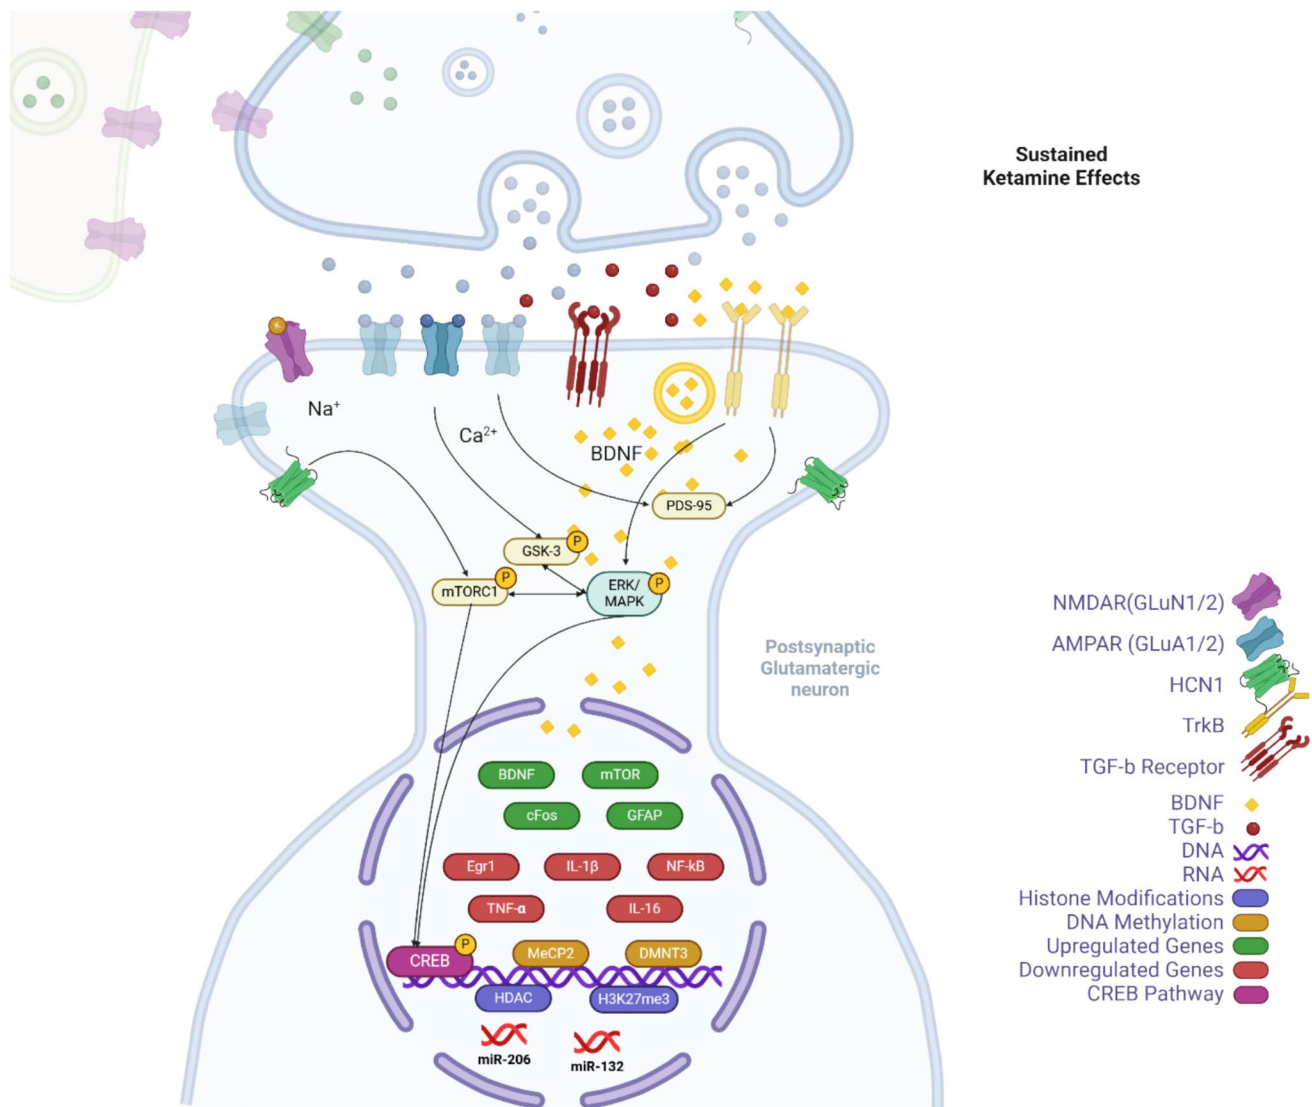 Sustained
Ketamine Effects
K
Na+
Ca2+
BDNF
PDS-95
GSK-3
P
mTORC1
P
ERK/
MAPK
P
Postsynaptic
Glutamatergic
neuron
BDNF
mTOR
cFos
GFAP
Egr1
IL-1β
NF-kB
TNF-α
IL-16
CREB
P
MeCP2
DMNT3
HDAC
H3K27me3
miR-206
miR-132
NMDAR(GLuN1/2)
AMPAR (GLuA1/2)
HCN1
TrkB
TGF-b Receptor
BDNF
TGF-b
DNA
RNA
Histone Modifications
DNA Methylation
Upregulated Genes
Downregulated Genes
CREB Pathway